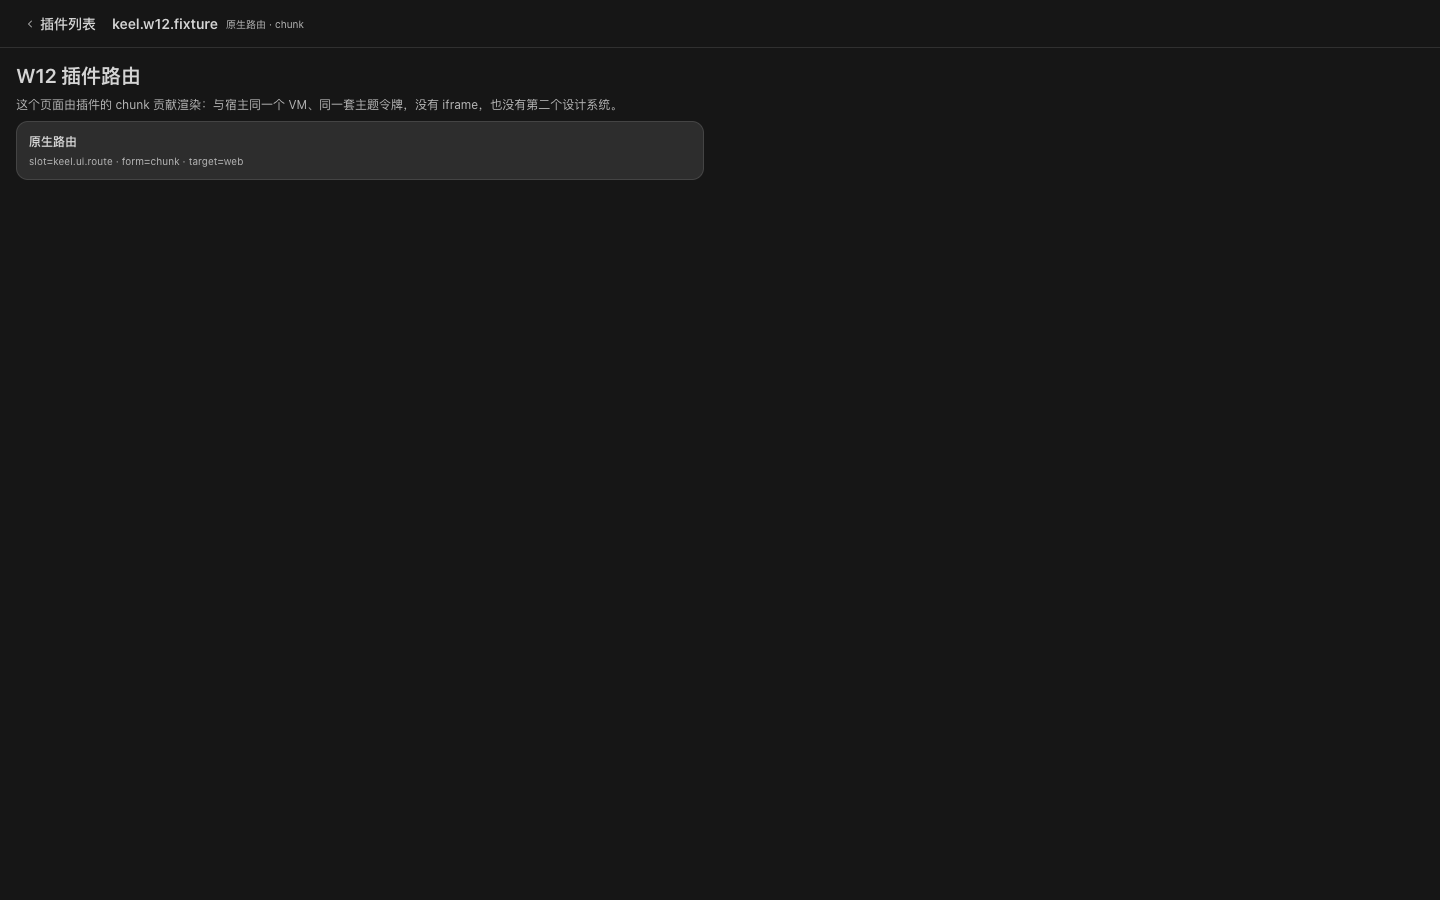 插件列表 keel.w12.fixture 原生路由 · chunk
W12 插件路由
这个页面由插件的 chunk 贡献渲染：与宿主同一个 VM、同一套主题令牌，没有 iframe，也没有第二个设计系统。
原生路由
slot=keel.ui.route · form=chunk · target=web